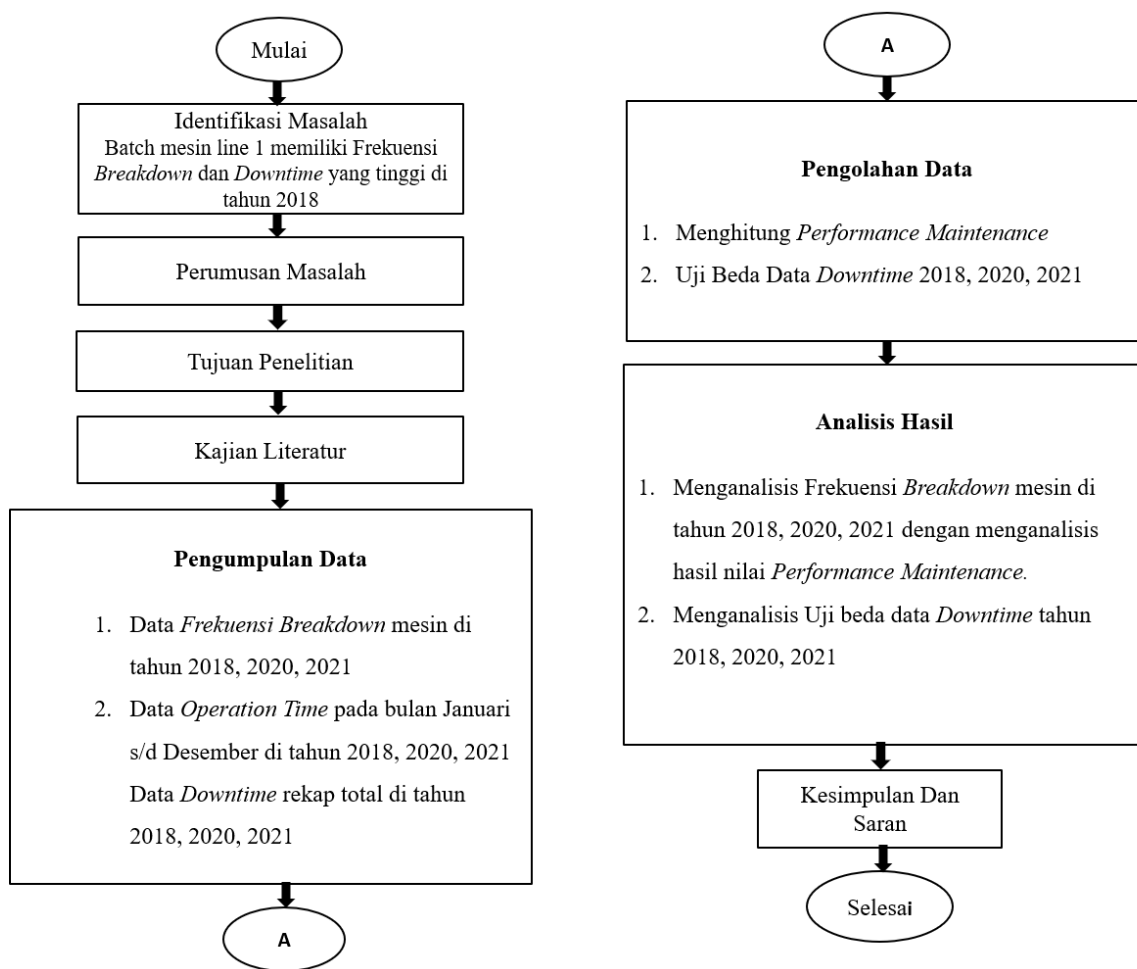 Mulai
Identifikasi Masalah
Batch mesin line 1 memiliki Frekuensi
Breakdown dan Downtime yang tinggi di
tahun 2018
Perumusan Masalah
Tujuan Penelitian
Kajian Literatur
Pengumpulan Data
1. Data Frekuensi Breakdown mesin di
tahun 2018, 2020, 2021
2. Data Operation Time pada bulan Januari
s/d Desember di tahun 2018, 2020, 2021
Data Downtime rekap total di tahun
2018, 2020, 2021
A
A
Pengolahan Data
1. Menghitung Performance Maintenance
2. Uji Beda Data Downtime 2018, 2020, 2021
Analisis Hasil
1. Menganalisis Frekuensi Breakdown mesin di
tahun 2018, 2020, 2021 dengan menganalisis
hasil nilai Performance Maintenance.
2. Menganalisis Uji beda data Downtime tahun
2018, 2020, 2021
Kesimpulan Dan
Saran
Selesai